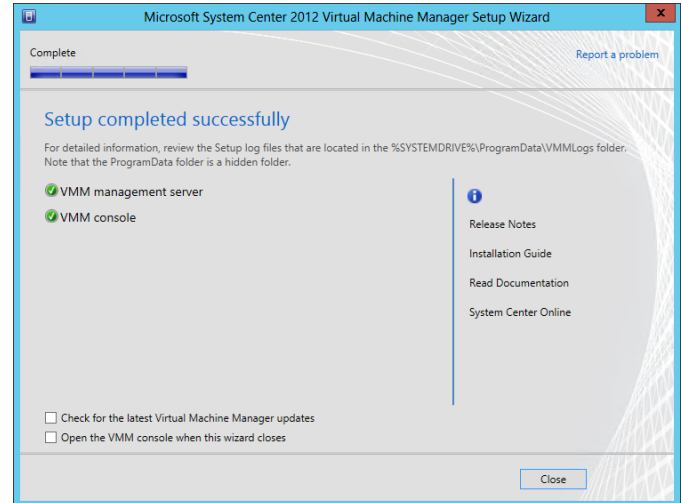 Microsoft System Center 2012 Virtual Machine Manager Setup Wizard
x
Complete
Report a problem
Setup completed successfully
For detailed information, review the Setup log files that are located in the %SYSTEMDRIVE%\ProgramData\VMMLogs folder.
Note that the ProgramData folder is a hidden folder.
VMM management server
VMM console
Release Notes
Installation Guide
Read Documentation
System Center Online
Check for the latest Virtual Machine Manager updates
Open the VMM console when this wizard closes
Close